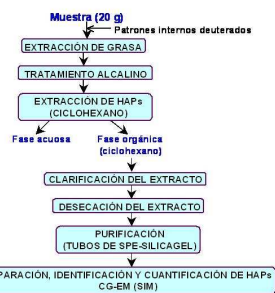 Muestra (20 g)
Patrones internos deuterados
EXTRACCIÓN DE GRASA
TRATAMIENTO ALCALINO
EXTRACCIÓN DE HAPs
(CICLOHEXANO)
Fase acuosa
Fase orgánica
(ciclohexano)
CLARIFICACIÓN DEL EXTRACTO
DESECACIÓN DEL EXTRACTO
PURIFICACIÓN
(TUBOS DE SPE-SILICAGEL)
PARACIÓN, IDENTIFICACIÓN Y CUANTIFICACIÓN DE HAPs
CG-EM (SIM)